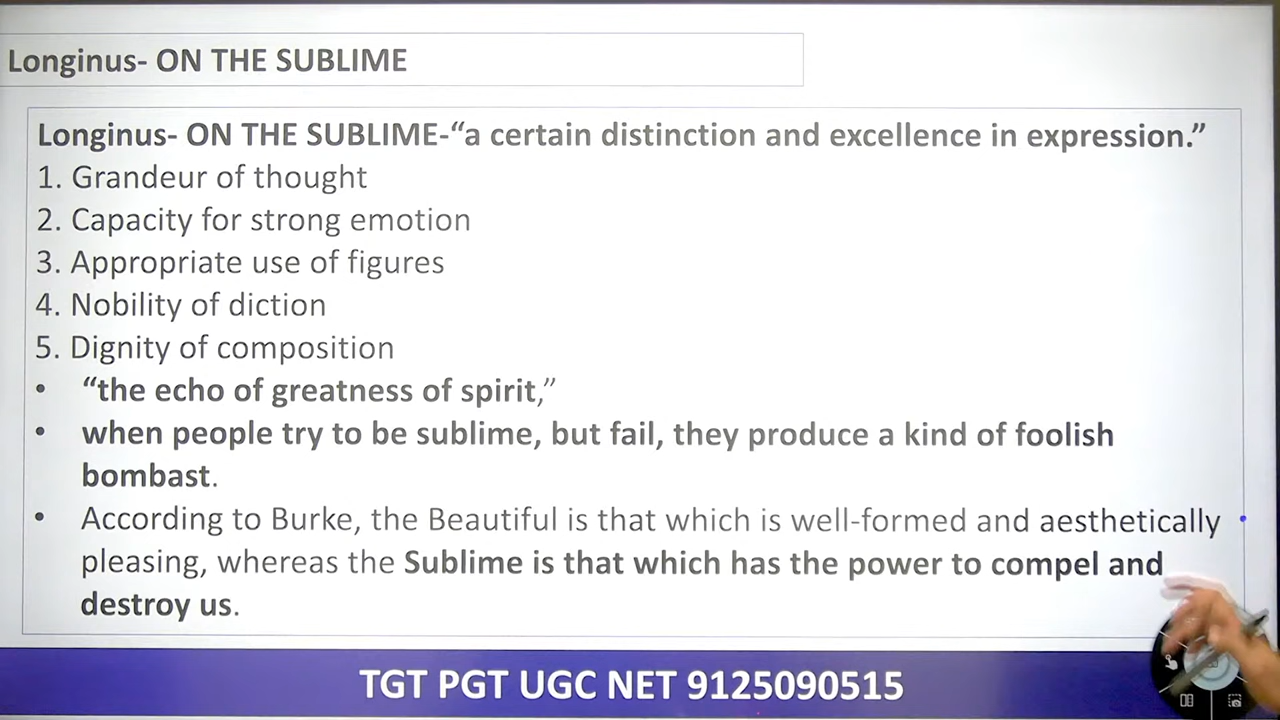 Longinus- ON THE SUBLIME
Longinus- ON THE SUBLIME-“a certain distinction and excellence in expression.”
1. Grandeur of thought
2. Capacity for strong emotion
3. Appropriate use of figures
4. Nobility of diction
5. Dignity of composition
• “the echo of greatness of spirit,”
• when people try to be sublime, but fail, they produce a kind of foolish
bombast.
• According to Burke, the Beautiful is that which is well-formed and aesthetically
pleasing, whereas the Sublime is that which has the power to compel and
destroy us.
TGT PGT UGC NET 9125090515